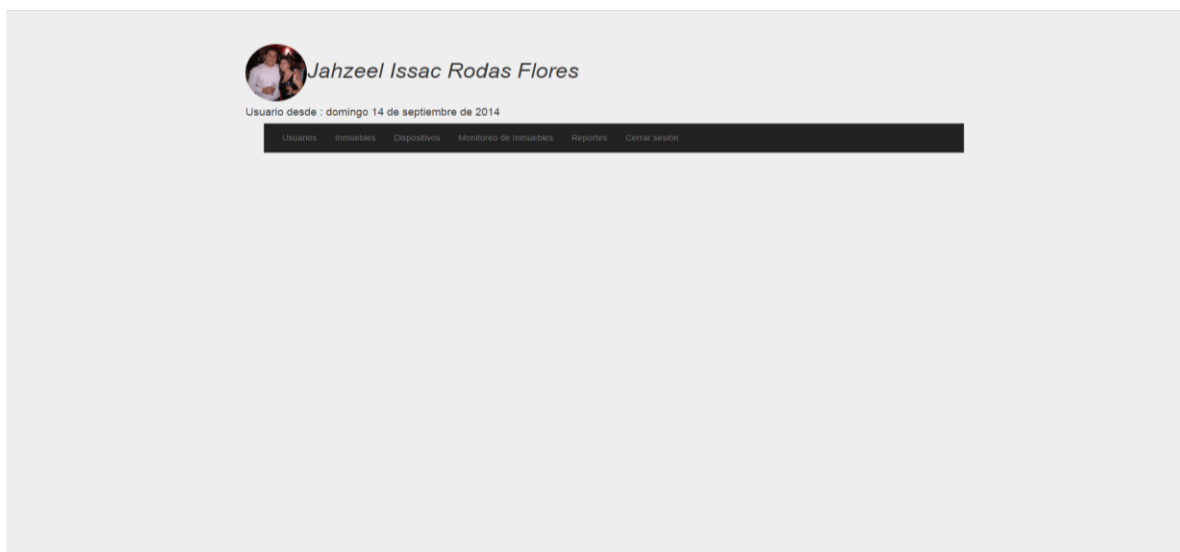 Jahzeel Issac Rodas Flores
Usuario desde : domingo 14 de septiembre de 2014
Usuarios Inmuebles Dispositivos Monitoreo de Inmuebles Reportes Cerrar sesión